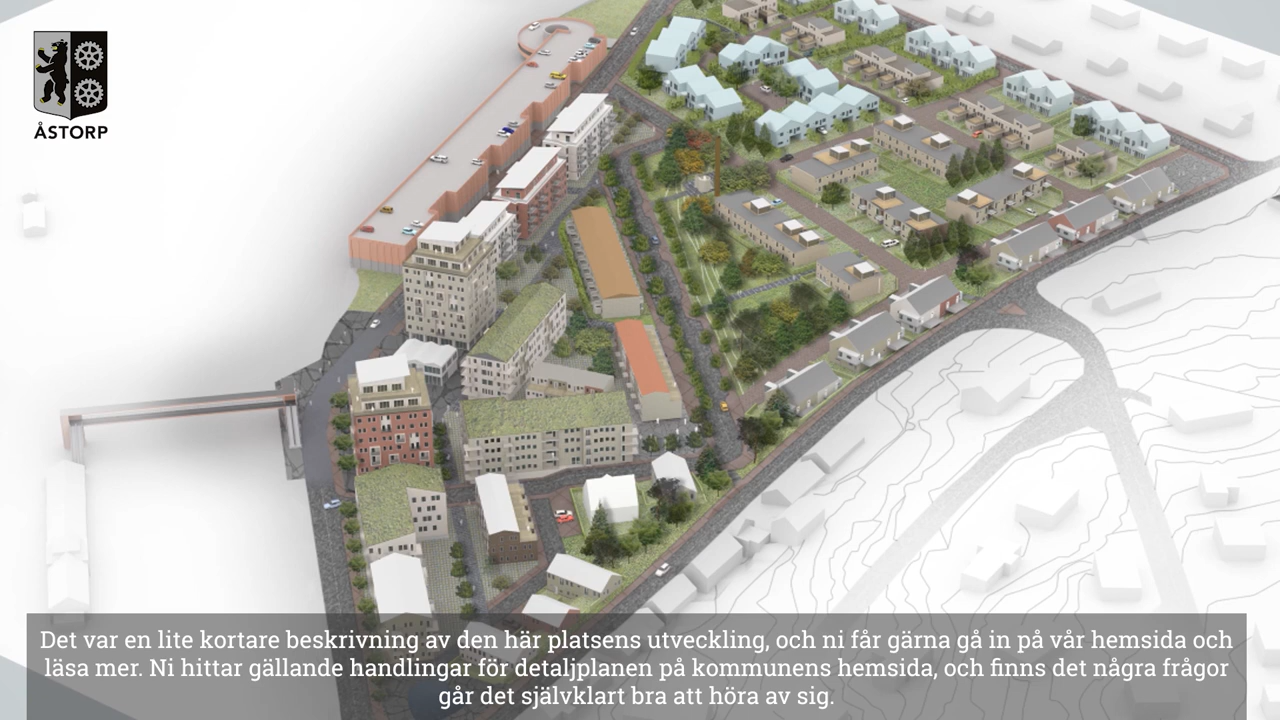 ÅSTORP
Det var en lite kortare beskrivning av den här platsens utveckling, och ni får gärna gå in på vår hemsida och
läsa mer. Ni hittar gällande handlingar för detaljplanen på kommunens hemsida, och finns det några frågor
går det självklart bra att höra av sig.